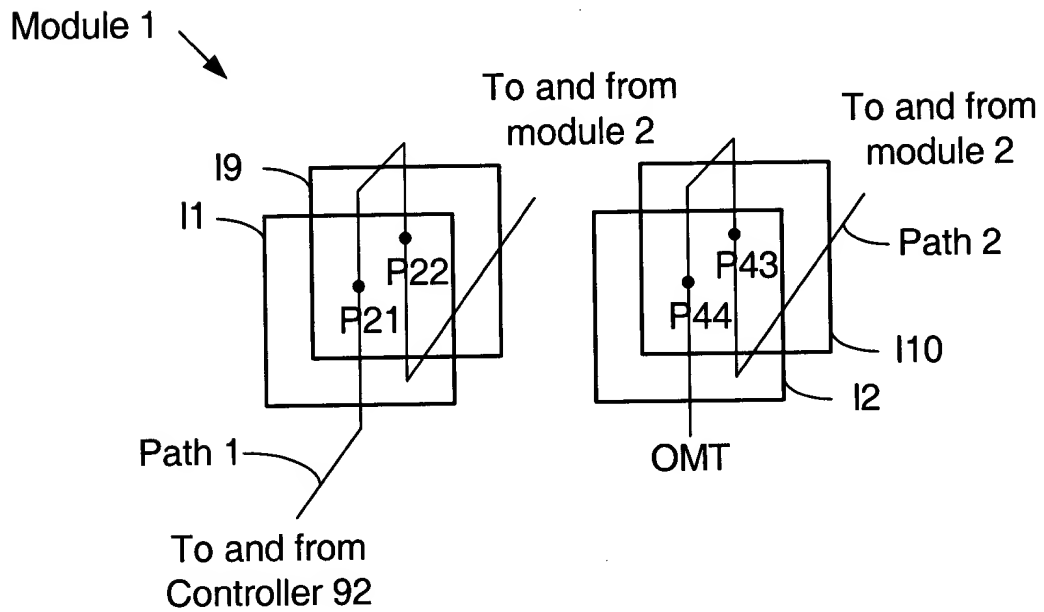 Module 1
To and from
module 2
To and from
module 2
I9
I1
P22
P21
P43
P44
Path 2
I10
I2
Path 1
OMT
To and from
Controller 92